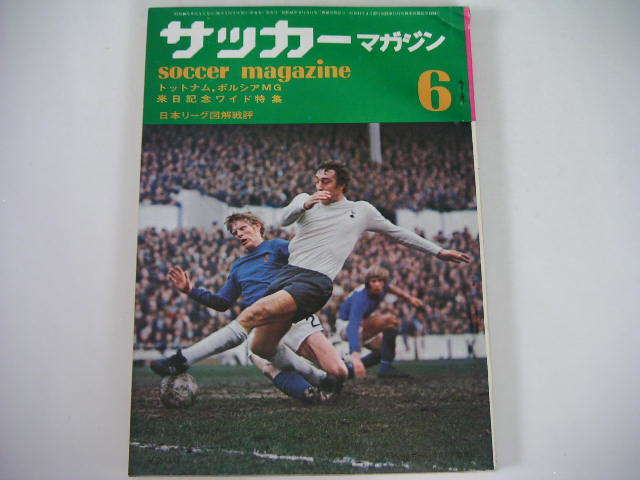 サッカーマガジン
soccer magazine
トットナム，ボルシアMG
米日記念ワイド特集
日本リーグ図解戦評
6
2